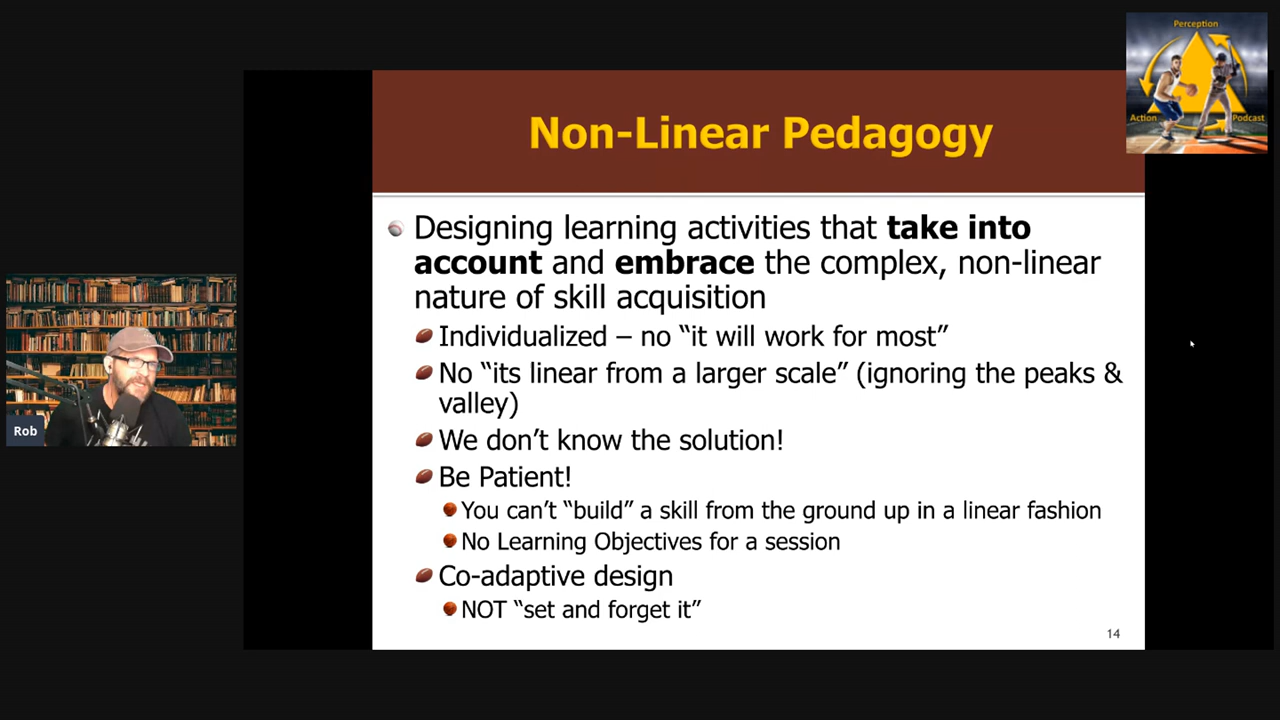 Perception
Action
Podcast
Non-Linear Pedagogy
Designing learning activities that take into
account and embrace the complex, non-linear
nature of skill acquisition
Individualized – no “it will work for most”
No “its linear from a larger scale” (ignoring the peaks &
valley)
We don’t know the solution!
Be Patient!
You can’t “build” a skill from the ground up in a linear fashion
No Learning Objectives for a session
Co-adaptive design
NOT “set and forget it”
14
Rob